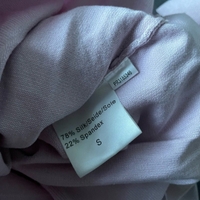 78% Silk/Seide/Soie
22% Spandex
S